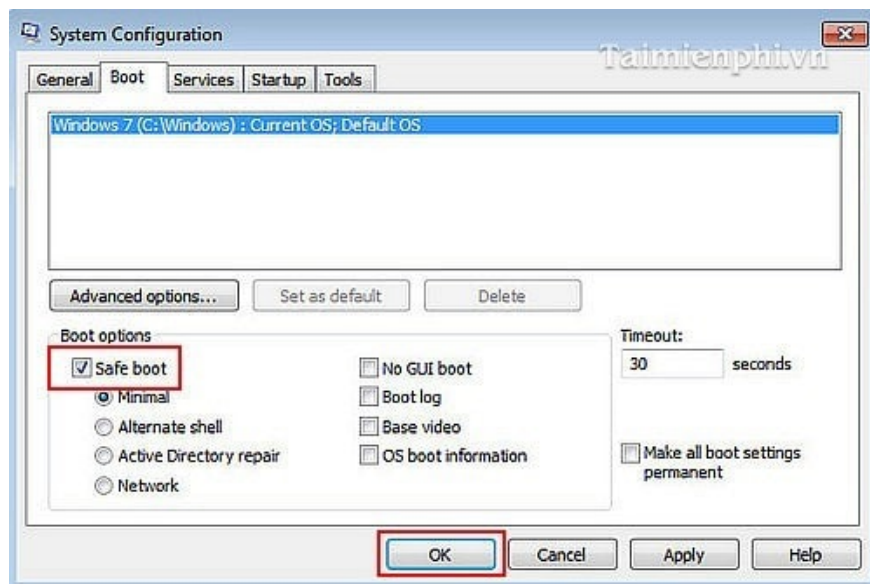 System Configuration
Taimienphi.vn
General Boot Services Startup Tools
Windows 7 (C:\Windows) : Current OS; Default OS
Advanced options... Set as default Delete
Boot options
Timeout:
Safe boot No GUI boot 30 seconds
Minimal Boot log
Alternate shell Base video
Active Directory repair OS boot information Make all boot settings
permanent
Network
OK Cancel Apply Help